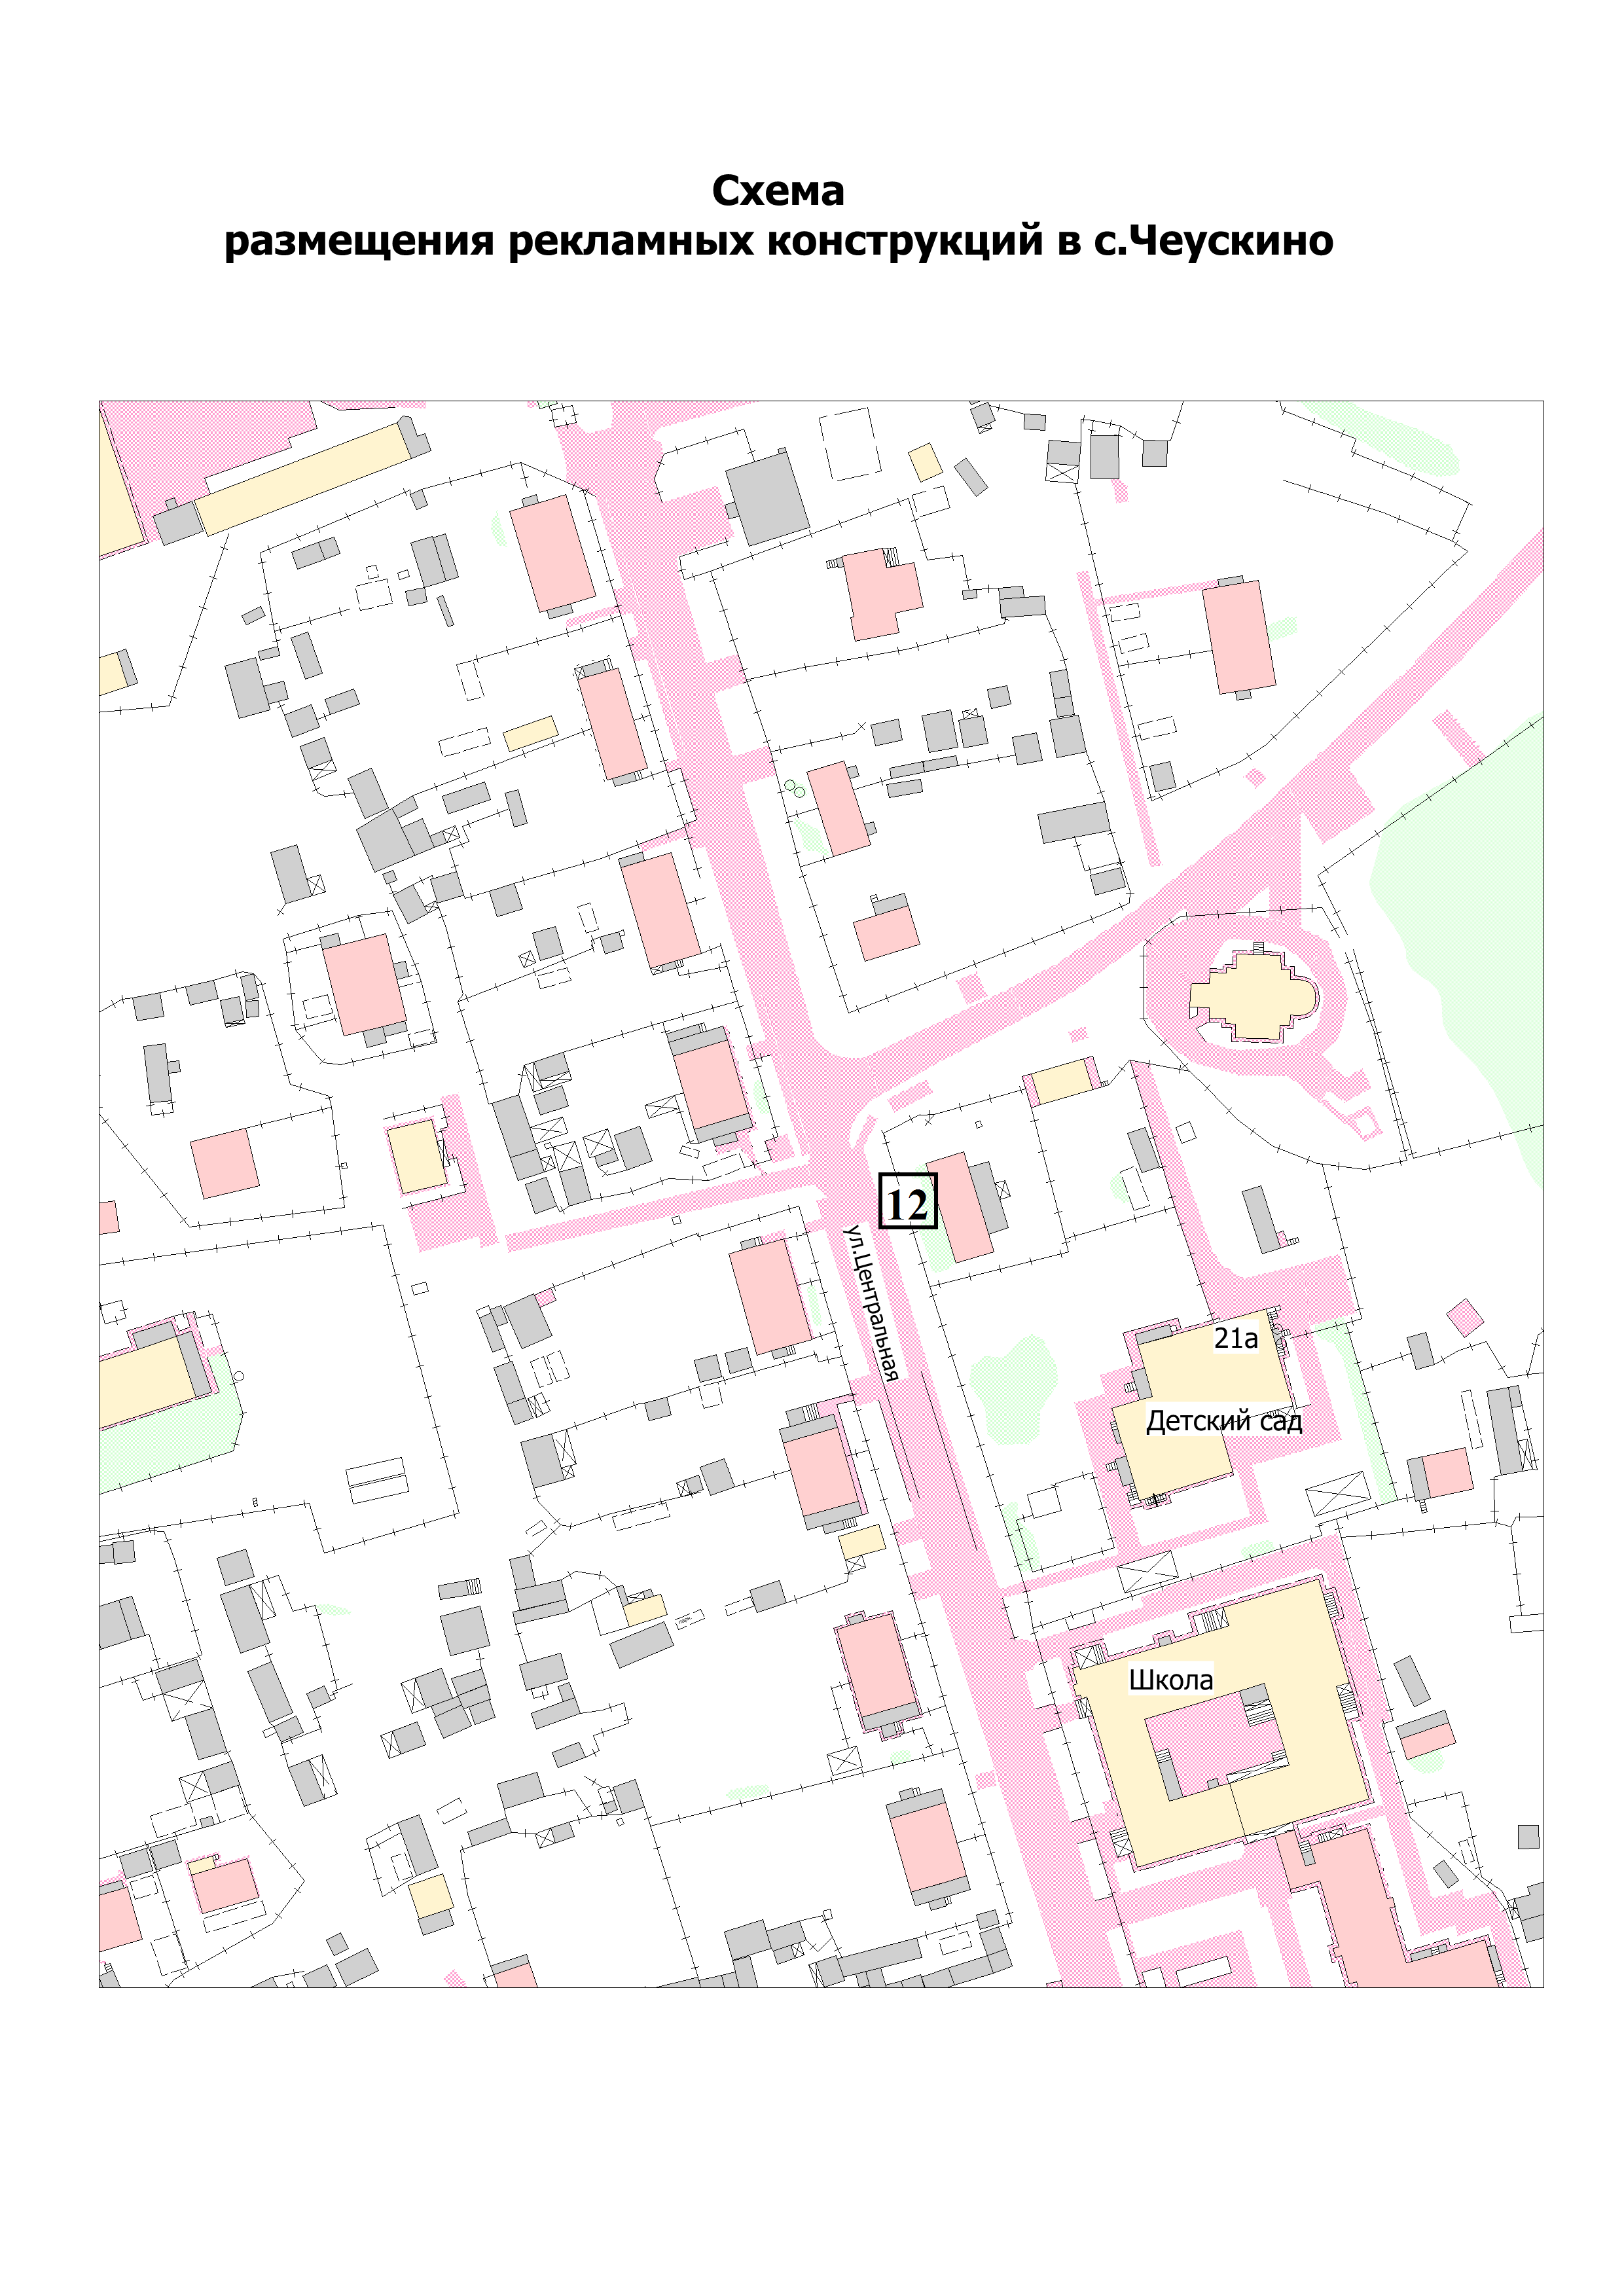 Схема
размещения рекламных конструкций в с.Чеускино
12
ул.Центральная
21а
Детский сад
Школа